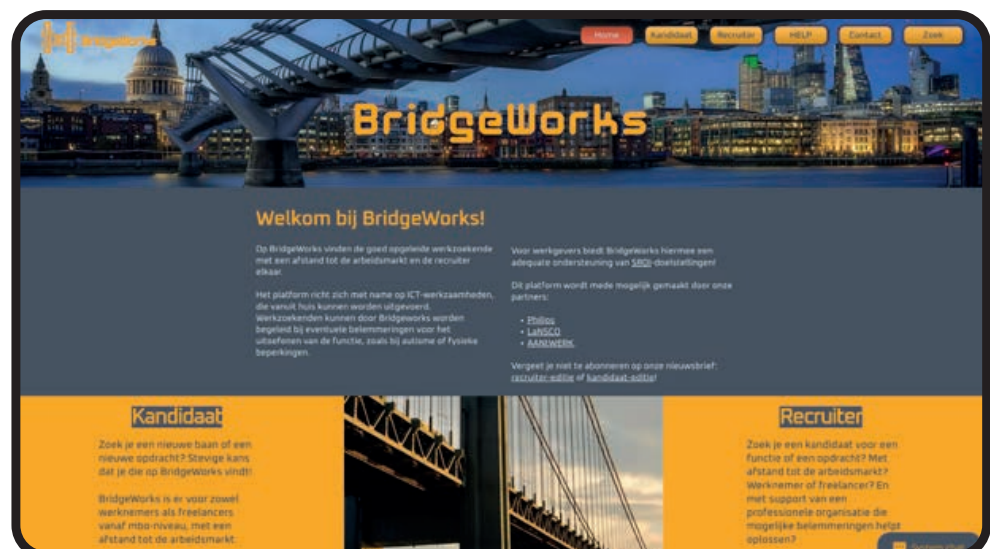 BridgeWorks
Home
Kandidaat
Recruiter
HELP
Contact
Zoek
BridgeWorks
Welkom bij BridgeWorks!
Op BridgeWorks vinden de goed opgeleide werkzoekende
met een afstand tot de arbeidsmarkt en de recruiter
elkaar.
Het platform richt zich met name op ICT-werkzaamheden,
die vanuit huis kunnen worden uitgevoerd.
Werkzoekenden kunnen door Bridgeworks worden
begeleid bij eventuele belemmeringen voor het
uitoefenen van de functie, zoals bij autisme of fysieke
beperkingen.
Voor werkgevers biedt BridgeWorks hiermee een
adequate ondersteuning van SROI-doelstellingen!
Dit platform wordt mede mogelijk gemaakt door onze
partners:
• Philips
• LaNSCO
• AANtWERK
Vergeet je niet te abonneren op onze nieuwsbrief:
recruiter-editie of kandidaat-editie!
Kandidaat
Zoek je een nieuwe baan of een
nieuwe opdracht? Stevige kans
dat je die op BridgeWorks vindt!
BridgeWorks is er voor zowel
werknemers als freelancers
vanaf mbo-niveau, met een
afstand tot de arbeidsmarkt
Recruiter
Zoek je een kandidaat voor een
functie of een opdracht? Met
afstand tot de arbeidsmarkt?
Werknemer of freelancer? En
met support van een
professionele organisatie die
mogelijke belemmeringen helpt
oplossen?